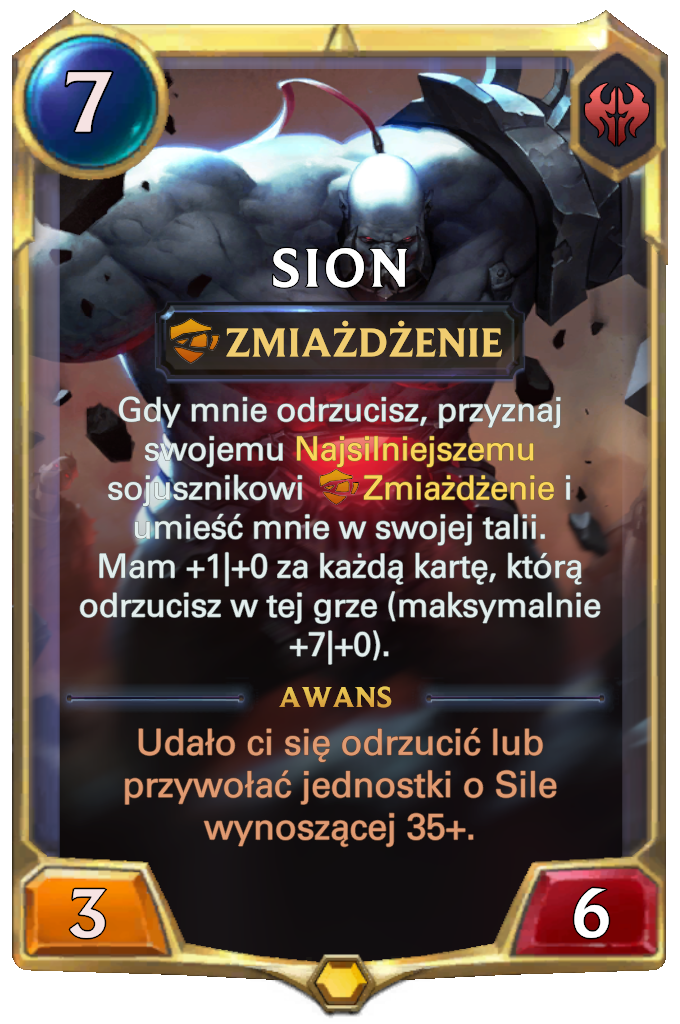 7
SION
ZMIAŻDŻENIE
Gdy mnie odrzucisz, przyznaj
swojemu Najsilniejszemu
sojusznikowi Zmiażdżenie i
umieść mnie w swojej talii.
Mam +1|+0 za każdą kartę, którą
odrzucisz w tej grze (maksymalnie
+7|+0).
AWANS
Udało ci się odrzucić lub
przywołać jednostki o Sile
wynoszącej 35+.
3
6